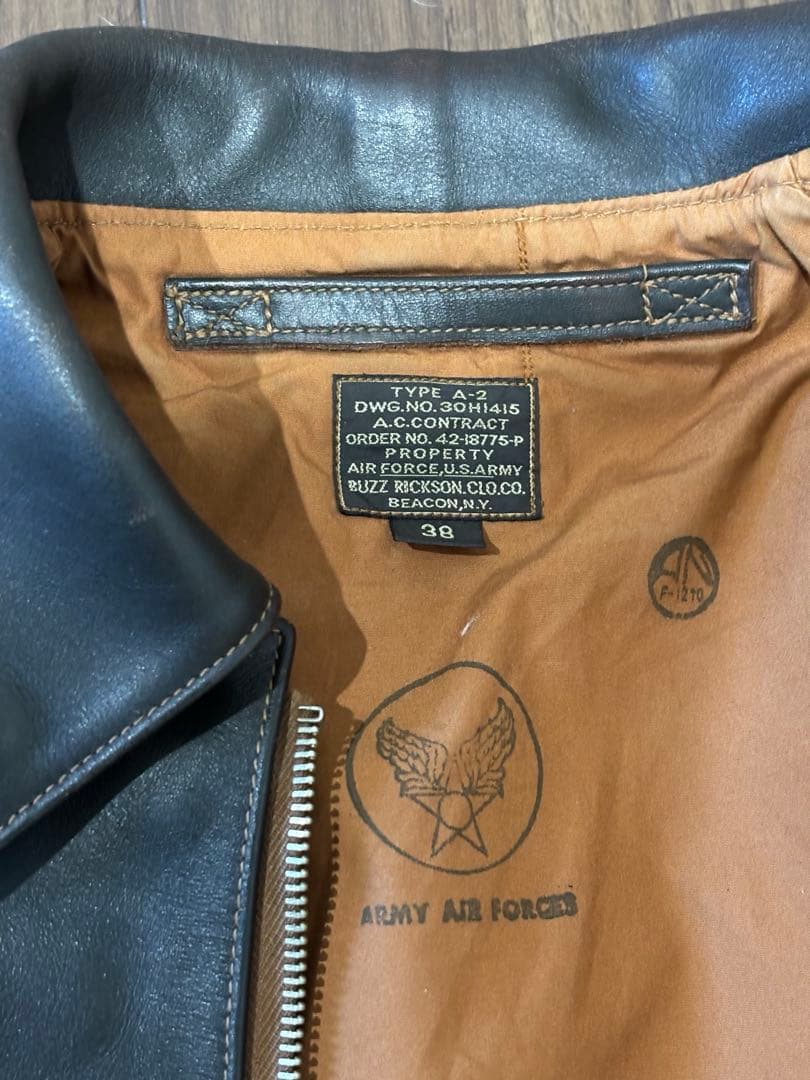 TYPE A-2
DWG.NO. 30H1415
A.C.CONTRACT
ORDER NO. 42-18775-P
PROPERTY
AIR FORCE,U.S.ARMY
BUZZ RICKSON.CLO.CO.
BEACON,N.Y.
38
AN
F-1270
ARMY AIR FORCES